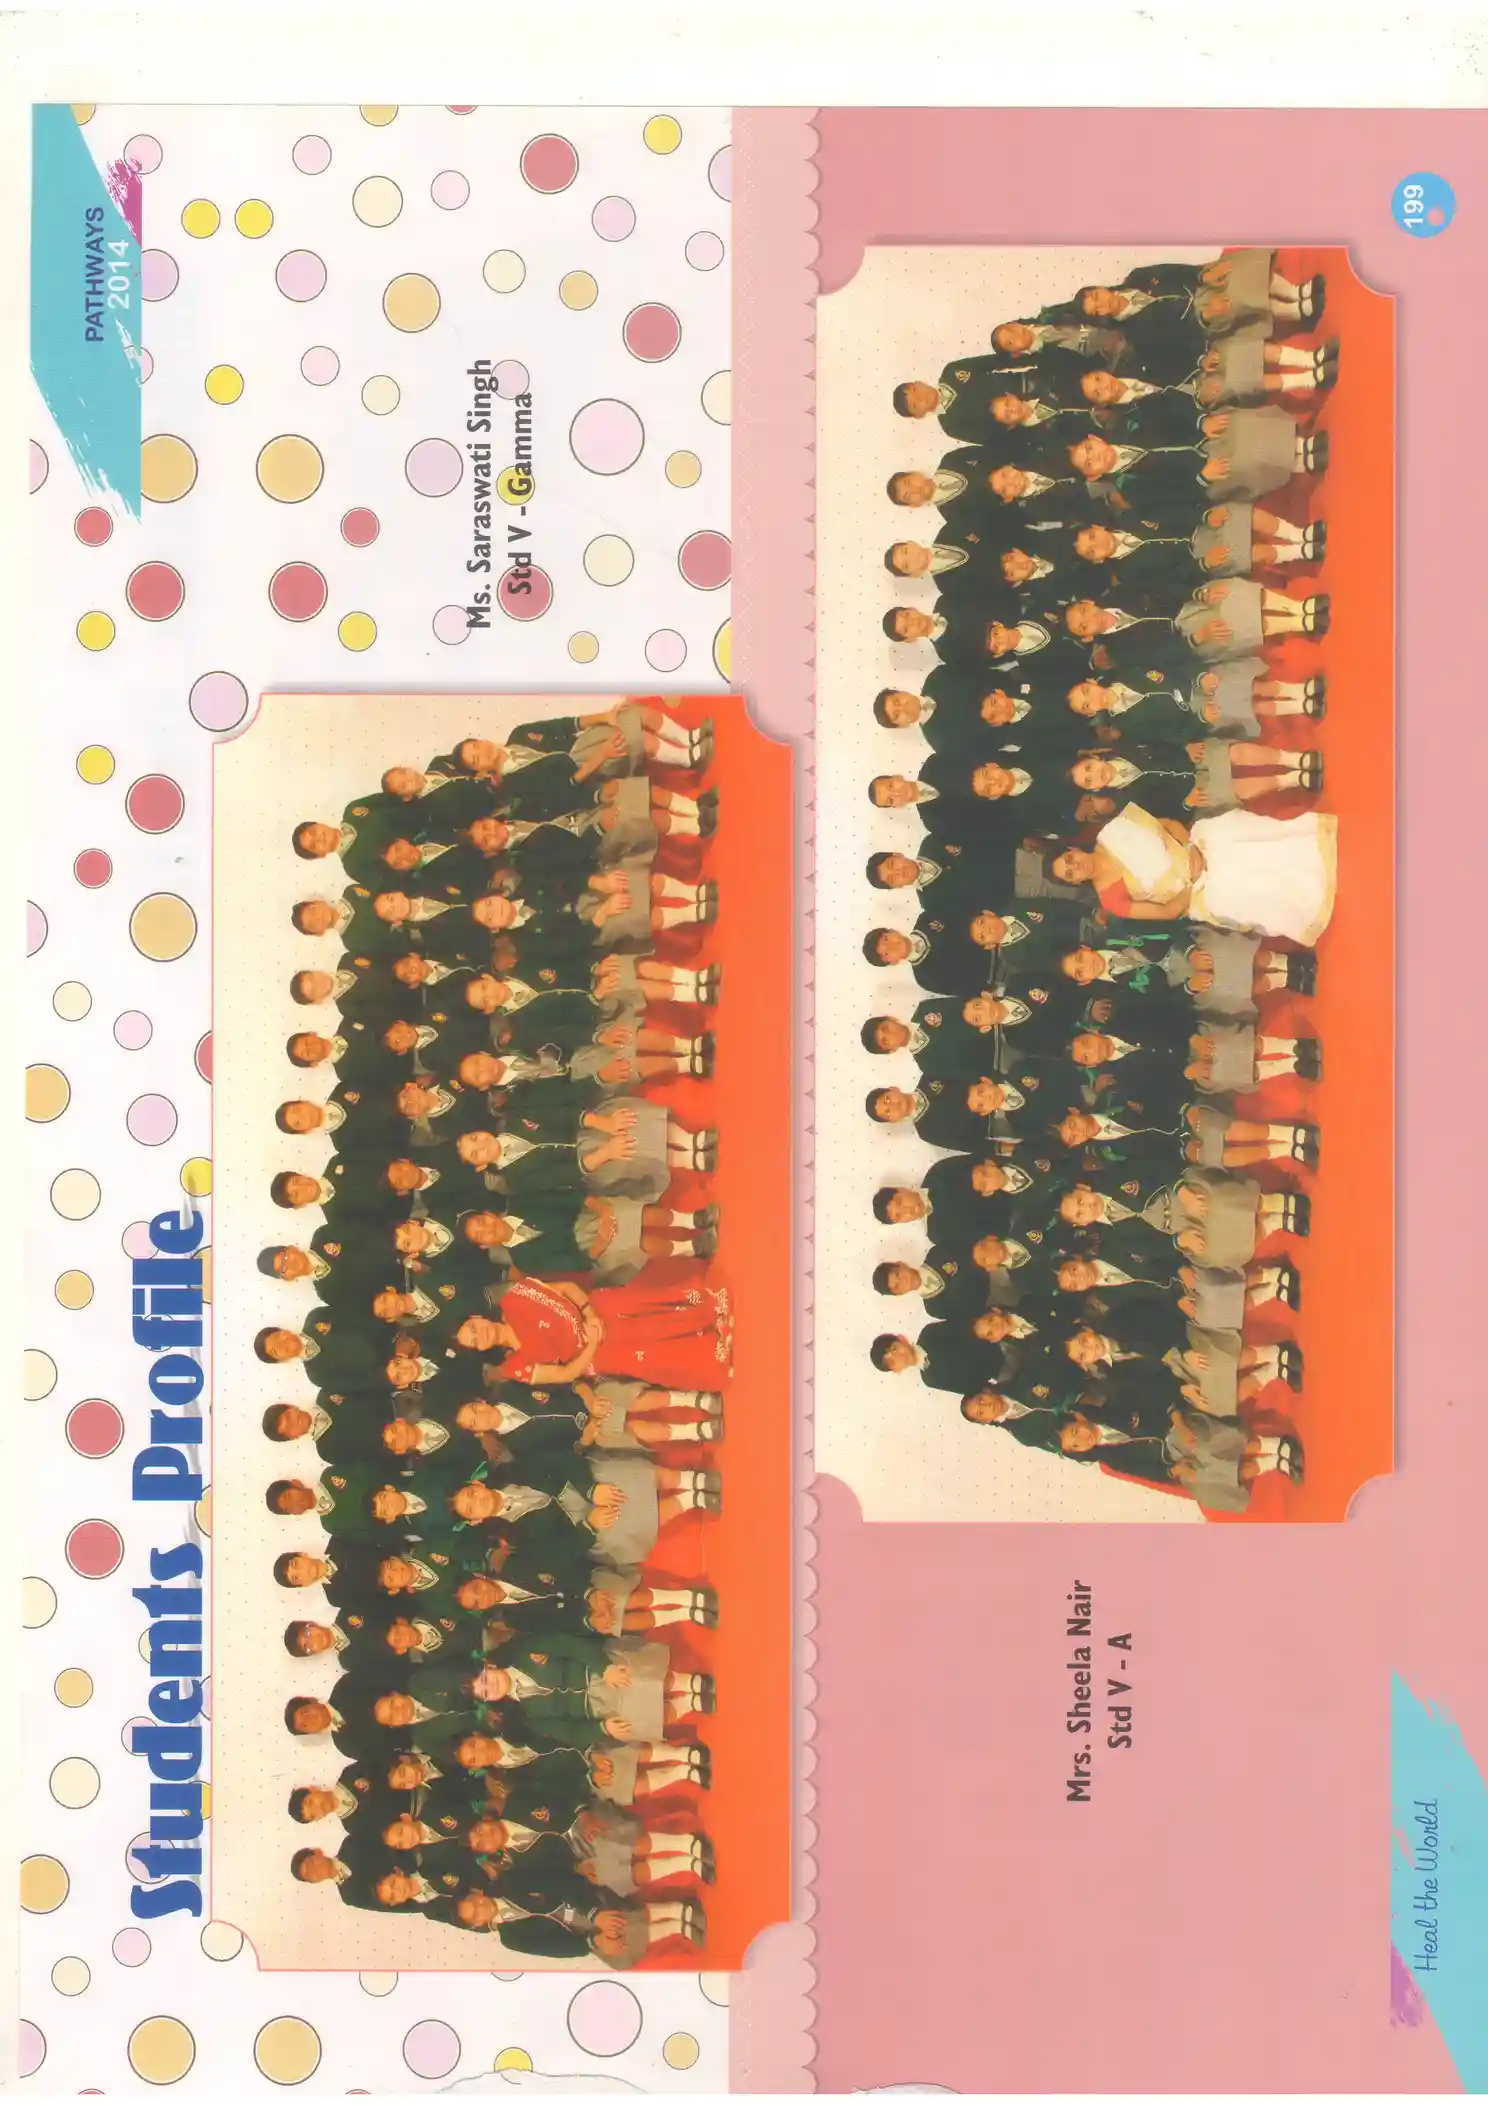 PATHWAYS
2014
Students Profile
Ms. Saraswati Singh
Std V - Gamma
Mrs. Sheela Nair
Std V - A
Heal the World
199